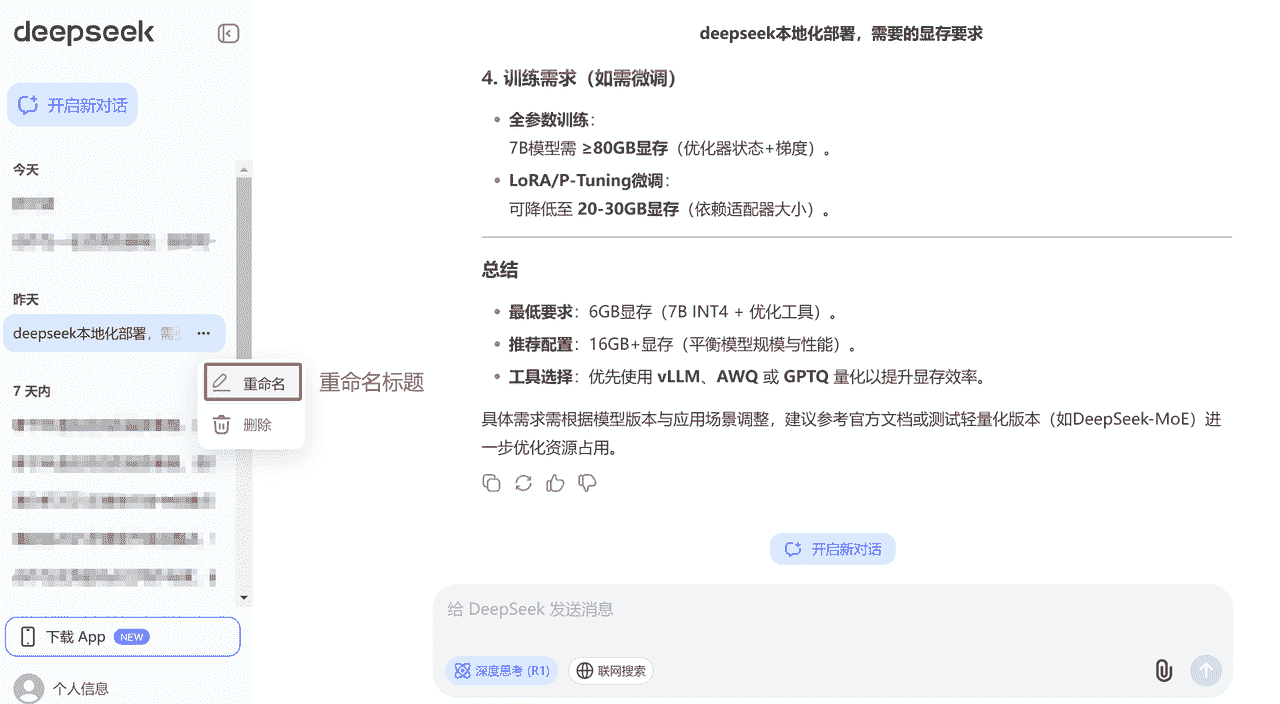 deepseek
开启新对话
今天
昨天
deepseek本地化部署，需
7 天内
重命名
删除
重命名标题
下载 App NEW
个人信息
deepseek本地化部署，需要的显存要求
4. 训练需求（如需微调）
• 全参数训练：
7B模型需 ≥80GB显存（优化器状态+梯度）。
• LoRA/P-Tuning微调：
可降低至 20-30GB显存（依赖适配器大小）。
总结
• 最低要求：6GB显存（7B INT4 + 优化工具）。
• 推荐配置：16GB+显存（平衡模型规模与性能）。
• 工具选择：优先使用 vLLM、AWQ 或 GPTQ 量化以提升显存效率。
具体需求需根据模型版本与应用场景调整，建议参考官方文档或测试轻量化版本（如DeepSeek-MoE）进
一步优化资源占用。
开启新对话
给 DeepSeek 发送消息
深度思考 (R1)
联网搜索